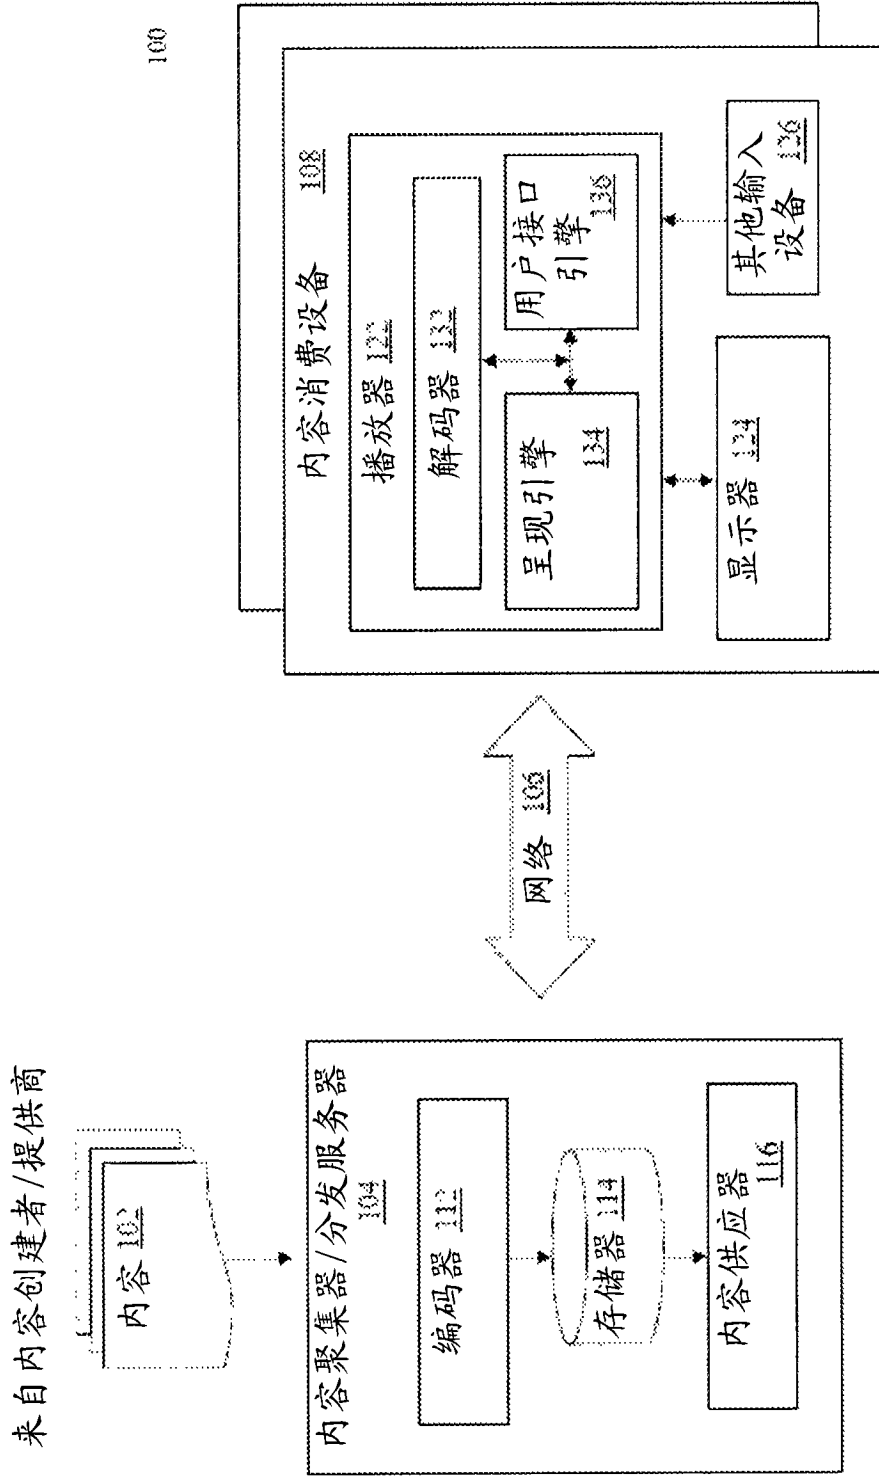 100
来自内容创建者/提供商
内容 102
内容聚集器/分发服务器
104
编码器 112
存储器 114
内容供应器
116
网络 106
内容消费设备 108
播放器 122
解码器 132
呈现引擎
134
用户接口
引擎
136
显示器 124
其他输入
设备 126